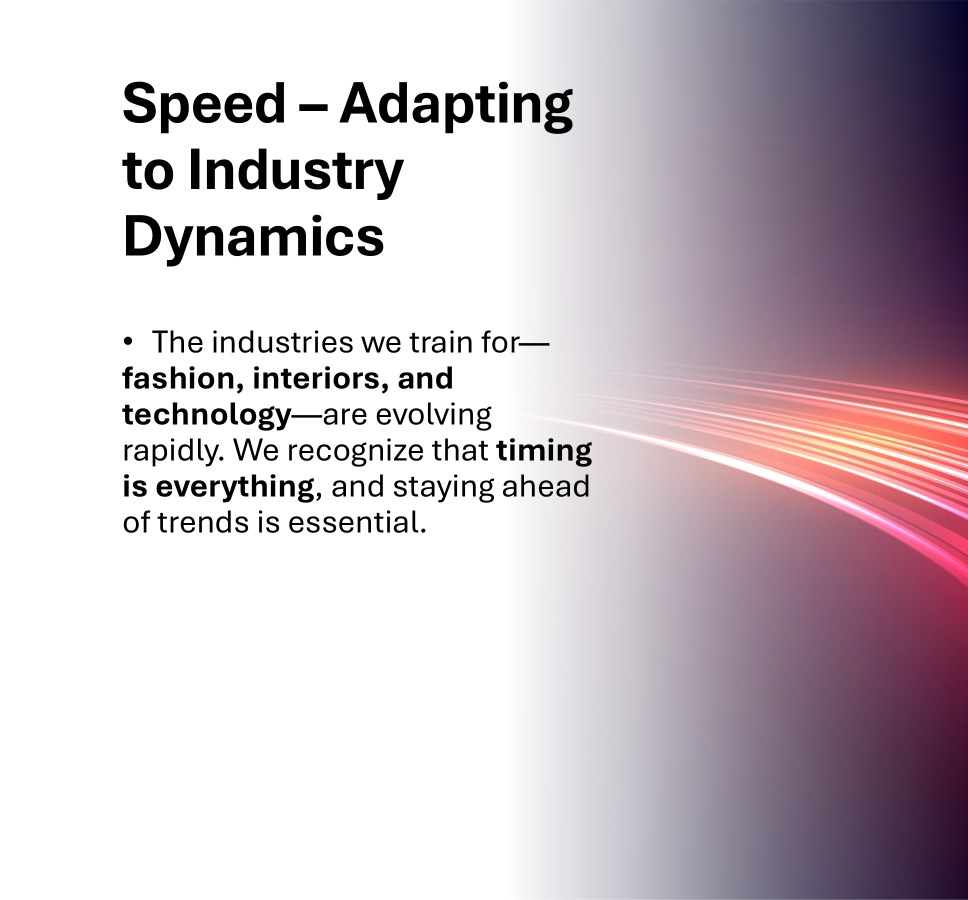 Speed – Adapting
to Industry
Dynamics
• The industries we train for—
fashion, interiors, and
technology—are evolving
rapidly. We recognize that timing
is everything, and staying ahead
of trends is essential.